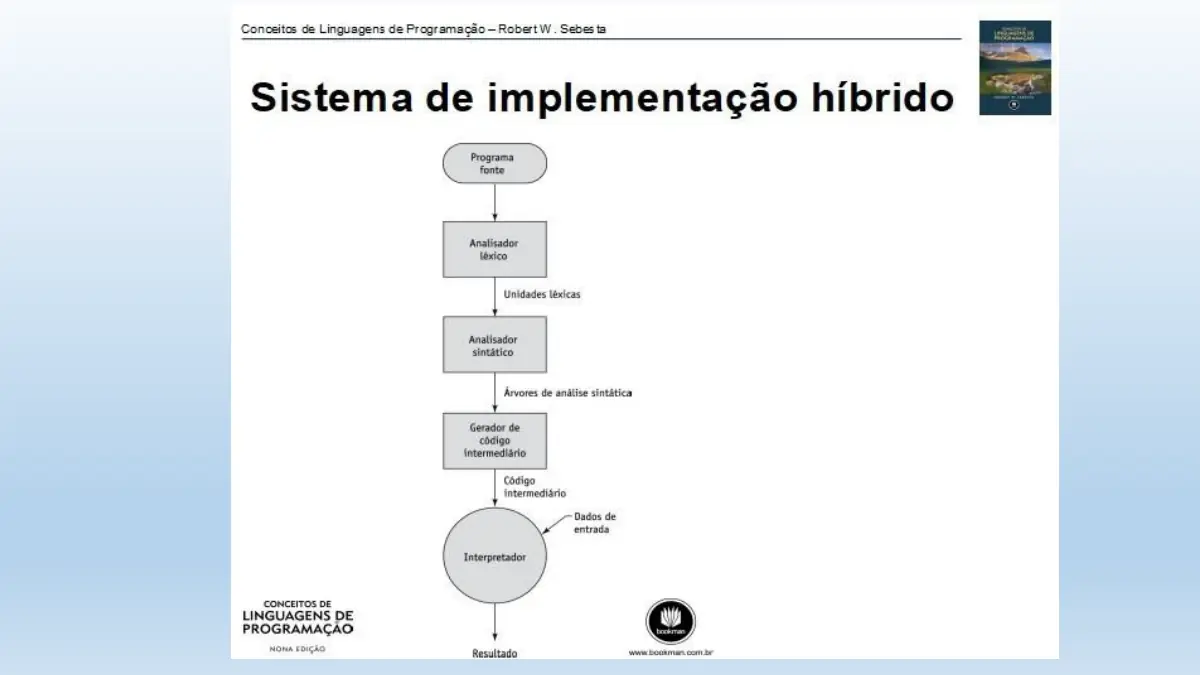 Conceitos de Linguagens de Programação – Robert W. Sebesta
Sistema de implementação híbrido
Programa
fonte
Analisador
léxico
Unidades léxicas
Analisador
sintático
Árvores de análise sintática
Gerador de
código
intermediário
Código
intermediário
Dados de
entrada
Interpretador
Resultado
CONCEITOS DE
LINGUAGENS DE
PROGRAMAÇÃO
NONA EDIÇÃO
bookman
www.bookman.com.br